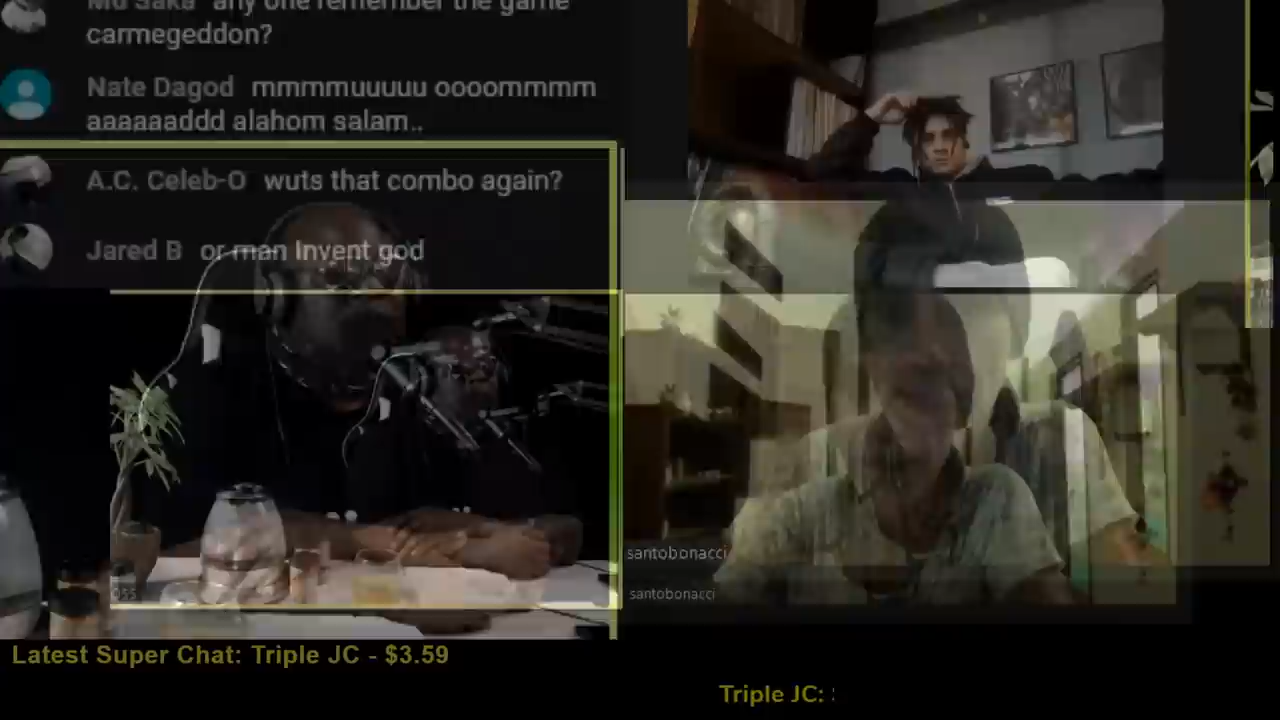 Mo Saka any one remember the game
carmegeddon?
Nate Dagod mmmmuuuuu oooommmm
aaaaaaddd alahom salam..
A.C. Celeb-O wuts that combo again?
Jared B or man Invent god
santobonacci
santobonacci
Latest Super Chat: Triple JC - $3.59
Triple JC: